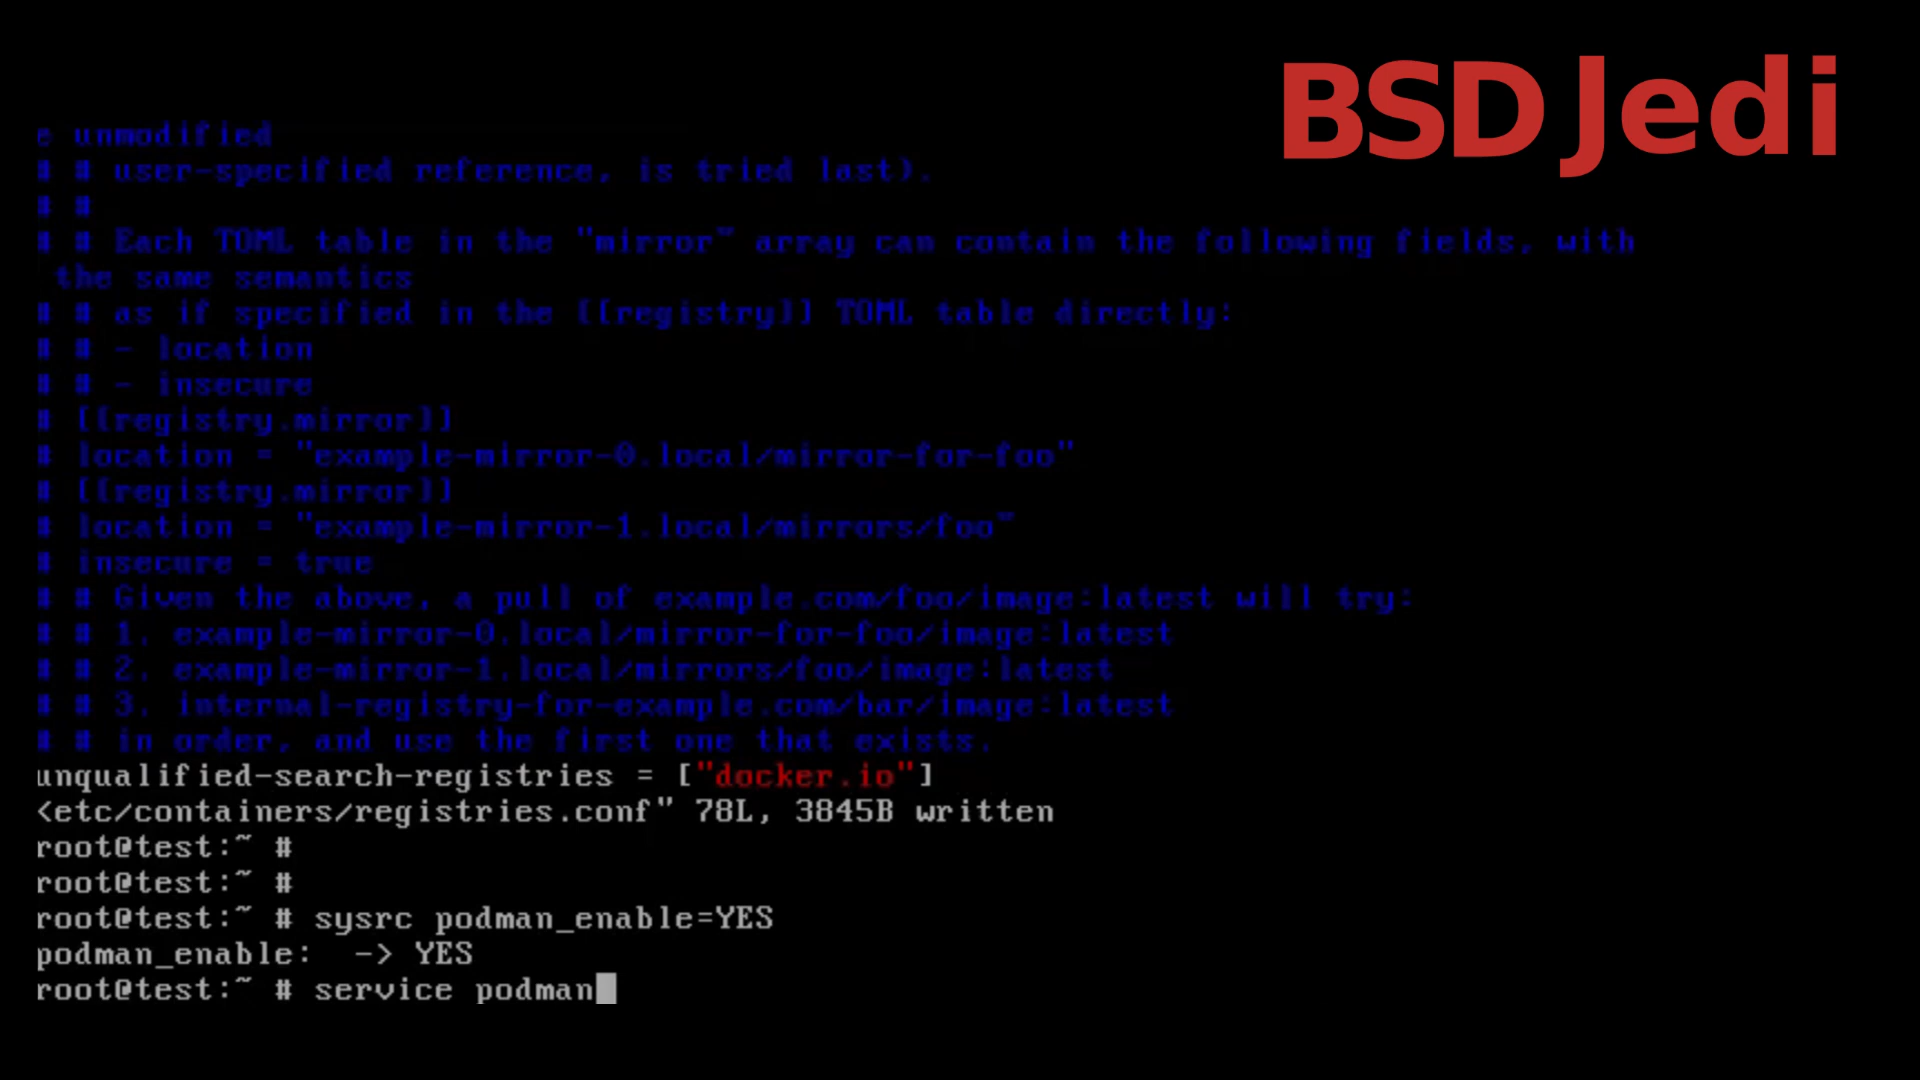 BSD Jedi
e unmodified
# # user-specified reference, is tried last).
# #
# # Each TOML table in the "mirror" array can contain the following fields, with
the same semantics
# # as if specified in the [[registry]] TOML table directly:
# # - location
# # - insecure
# [[registry.mirror]]
# location = "example-mirror-0.local/mirror-for-foo"
# [[registry.mirror]]
# location = "example-mirror-1.local/mirrors/foo"
# insecure = true
# # Given the above, a pull of example.com/foo/image:latest will try:
# # 1. example-mirror-0.local/mirror-for-foo/image:latest
# # 2. example-mirror-1.local/mirrors/foo/image:latest
# # 3. internal-registry-for-example.com/bar/image:latest
# # in order, and use the first one that exists.
unqualified-search-registries = ["docker.io"]
<etc/containers/registries.conf" 78L, 3845B written
root@test:~ #
root@test:~ #
root@test:~ # sysrc podman_enable=YES
podman_enable:  -> YES
root@test:~ # service podman